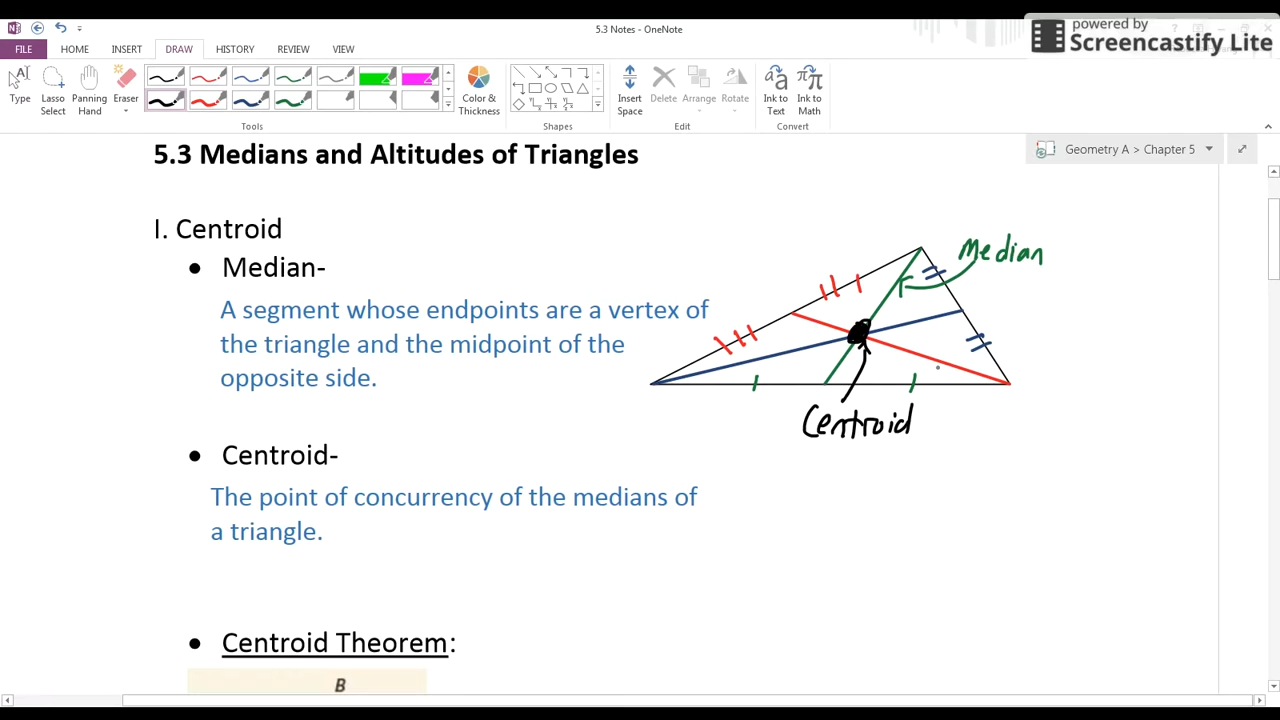 5.3 Notes - OneNote
powered by
Screencastify Lite
FILE HOME INSERT DRAW HISTORY REVIEW VIEW
Type
Lasso Select
Panning Hand
Eraser
Color & Thickness
Insert Space
Delete
Arrange
Rotate
Ink to Text
Ink to Math
Tools
Shapes
Edit
Convert
5.3 Medians and Altitudes of Triangles
Geometry A > Chapter 5
I. Centroid
• Median-
A segment whose endpoints are a vertex of
the triangle and the midpoint of the
opposite side.
Median
Centroid
• Centroid-
The point of concurrency of the medians of
a triangle.
• Centroid Theorem:
B